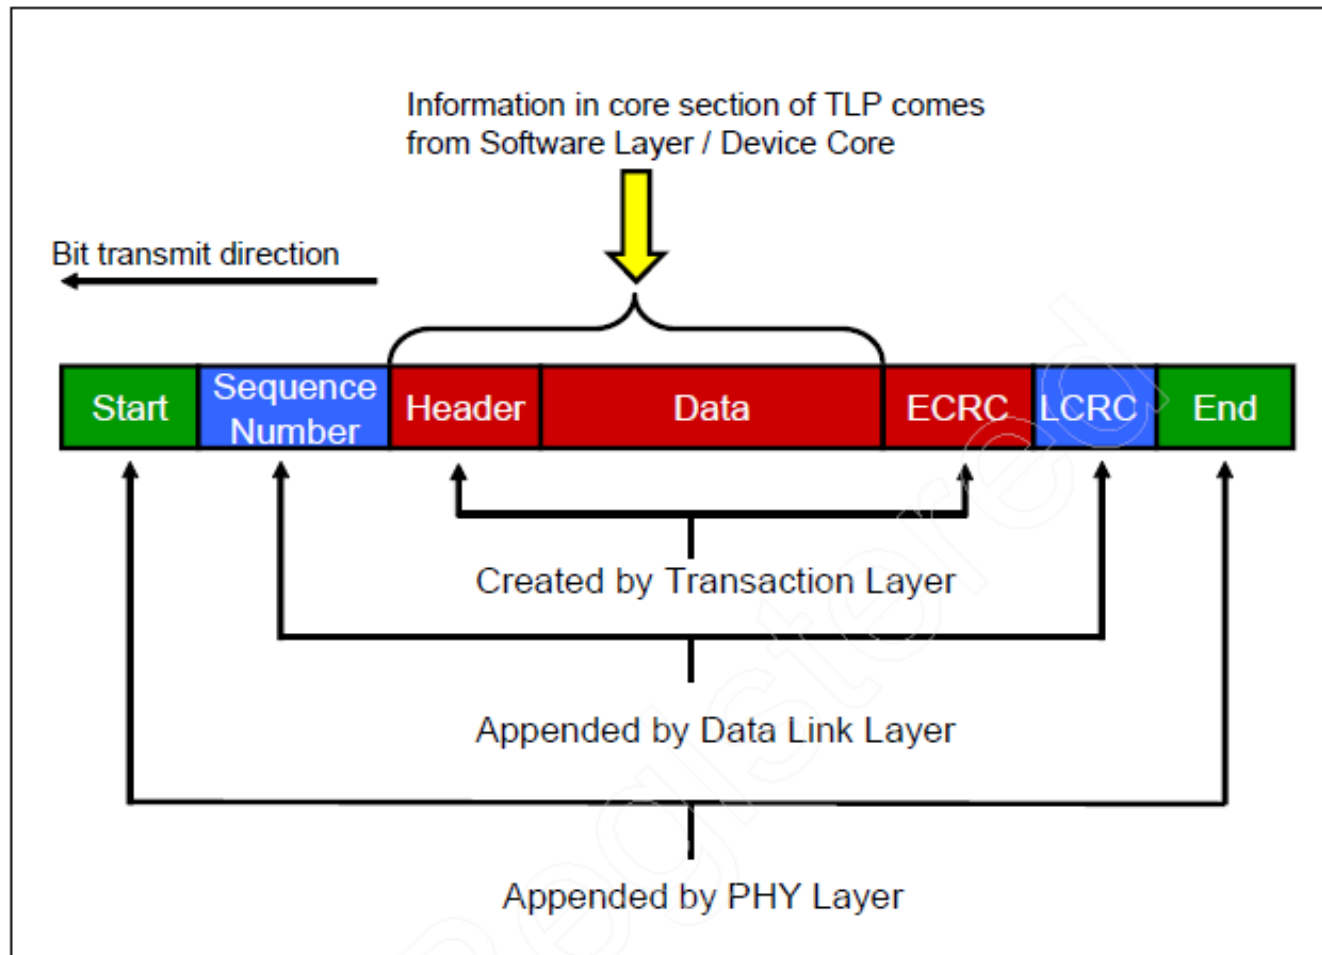 Information in core section of TLP comes
from Software Layer / Device Core
Bit transmit direction
Start
Sequence
Number
Header
Data
ECRC
LCRC
End
Created by Transaction Layer
Appended by Data Link Layer
Appended by PHY Layer
Registered